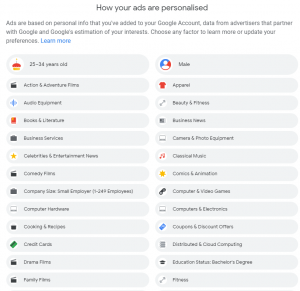 How your ads are personalised
Ads are based on personal info that you've added to your Google Account, data from advertisers that partner
with Google and Google's estimation of your interests. Choose any factor to learn more or update your
preferences. Learn more
25–34 years old
Male
Action & Adventure Films
Apparel
Audio Equipment
Beauty & Fitness
Books & Literature
Business News
Business Services
Camera & Photo Equipment
Celebrities & Entertainment News
Classical Music
Comedy Films
Comics & Animation
Company Size: Small Employer (1-249 Employees)
Computer & Video Games
Computer Hardware
Computers & Electronics
Cooking & Recipes
Coupons & Discount Offers
Credit Cards
Distributed & Cloud Computing
Drama Films
Education Status: Bachelor's Degree
Family Films
Fitness